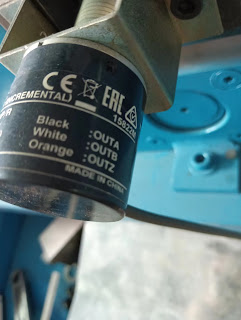 CE EAC
INCREMENTAL
Black :OUTA
White :OUTB
Orange :OUTZ
MADE IN CHINA